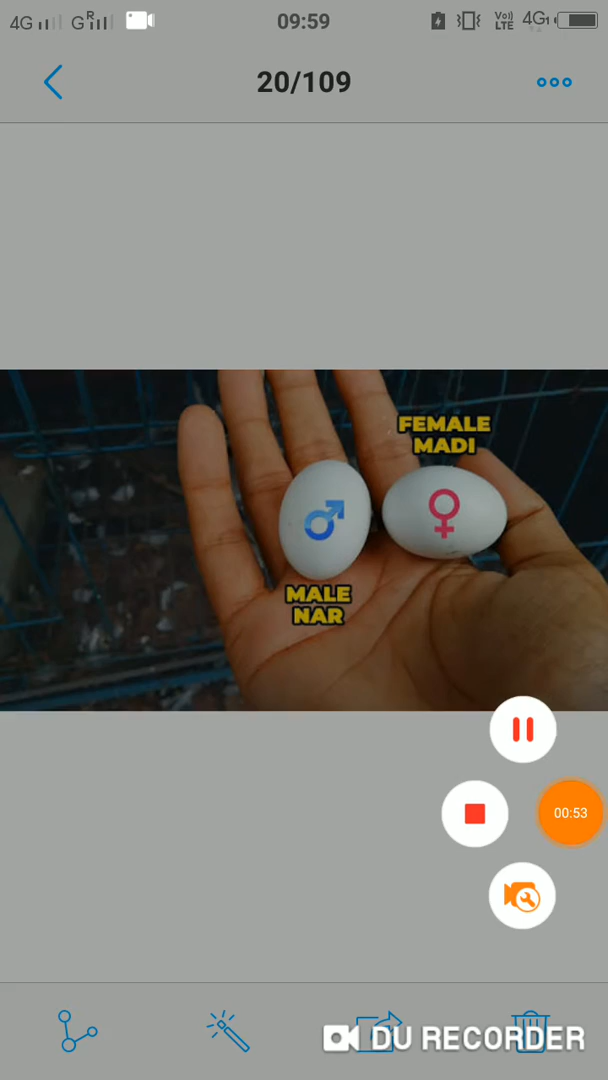 4G G R 09:59 Vo)) LTE 4G
20/109
FEMALE
MADI
MALE
NAR
00:53
DU RECORDER